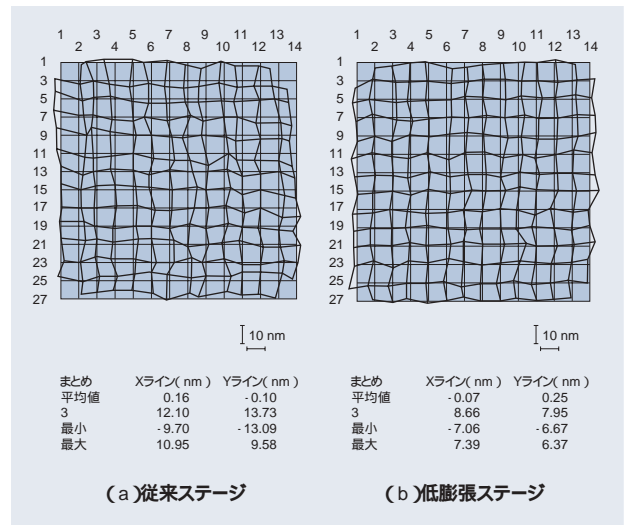 1 3 5 7 9 11 13
2 4 6 8 10 12 14
1
3
5
7
9
11
13
15
17
19
21
23
25
27
10 nm
まとめ Xライン(nm) Yライン(nm)
平均値 0.16 -0.10
3 12.10 13.73
最小 -9.70 -13.09
最大 10.95 9.58
(a)従来ステージ
1 3 5 7 9 11 13
2 4 6 8 10 12 14
1
3
5
7
9
11
13
15
17
19
21
23
25
27
10 nm
まとめ Xライン(nm) Yライン(nm)
平均値 -0.07 0.25
3 8.66 7.95
最小 -7.06 -6.67
最大 7.39 6.37
(b)低膨張ステージ